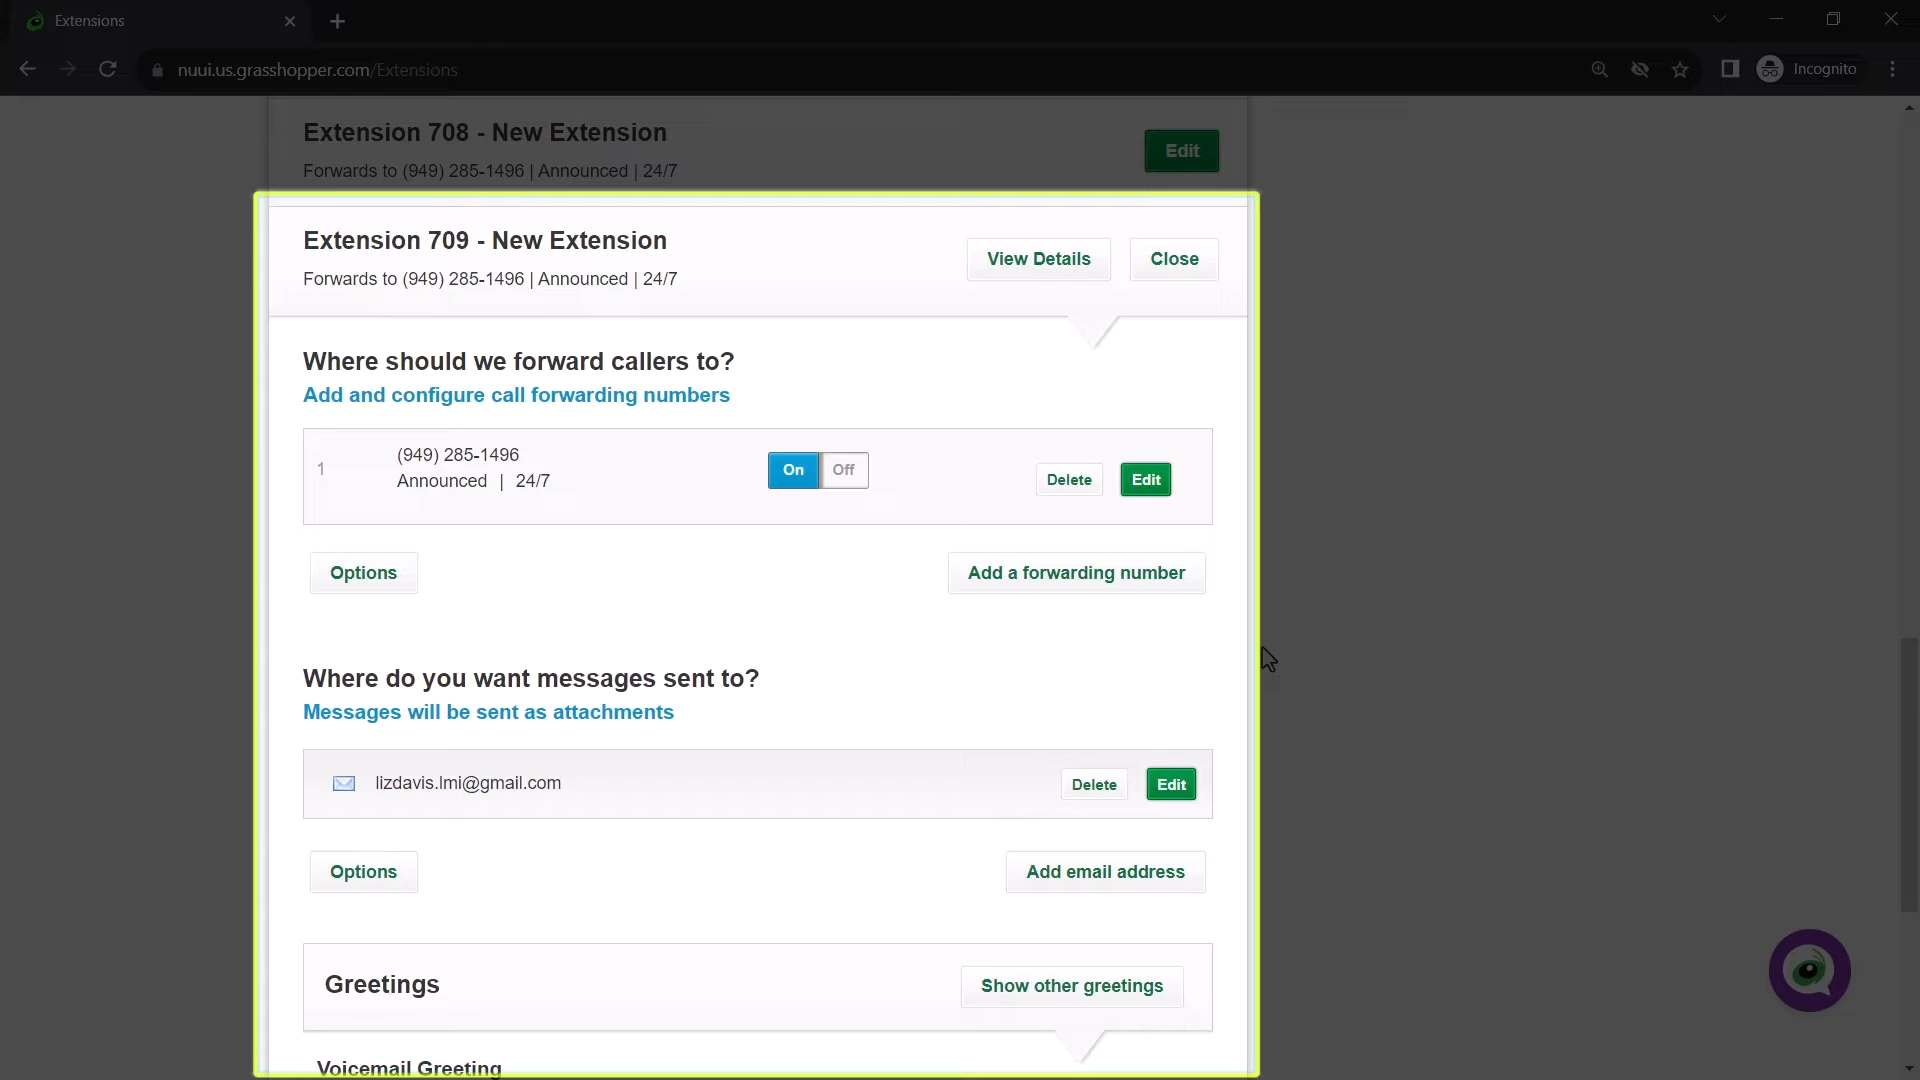 Extensions
nuui.us.grasshopper.com/Extensions
Incognito
Extension 708 - New Extension
Edit
Forwards to (949) 285-1496 | Announced | 24/7
Extension 709 - New Extension
View Details
Close
Forwards to (949) 285-1496 | Announced | 24/7
Where should we forward callers to?
Add and configure call forwarding numbers
1
(949) 285-1496
Announced | 24/7
On
Off
Delete
Edit
Options
Add a forwarding number
Where do you want messages sent to?
Messages will be sent as attachments
lizdavis.lmi@gmail.com
Delete
Edit
Options
Add email address
Greetings
Show other greetings
Voicemail Greeting